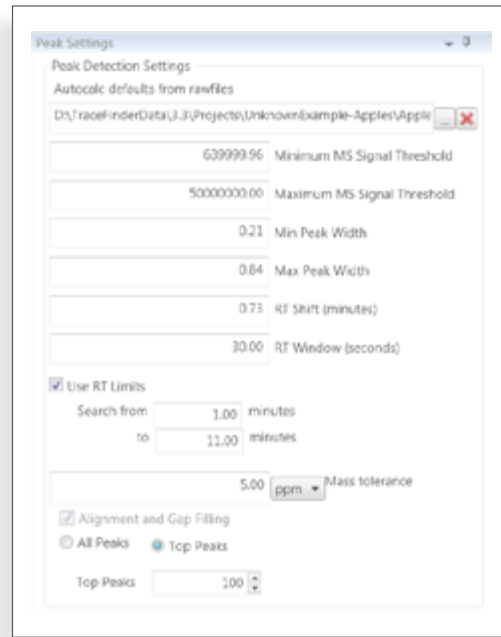 Peak Settings
Peak Detection Settings
Autocalc defaults from rawfiles
D:\TraceFinderData\3.3\Projects\UnknownExample-Apples\Apple ...
639999.96 Minimum MS Signal Threshold
50000000.00 Maximum MS Signal Threshold
0.21 Min Peak Width
0.84 Max Peak Width
0.73 RT Shift (minutes)
30.00 RT Window (seconds)
Use RT Limits
Search from 1.00 minutes
to 11.00 minutes
5.00 ppm Mass tolerance
Alignment and Gap Filling
All Peaks Top Peaks
Top Peaks 100